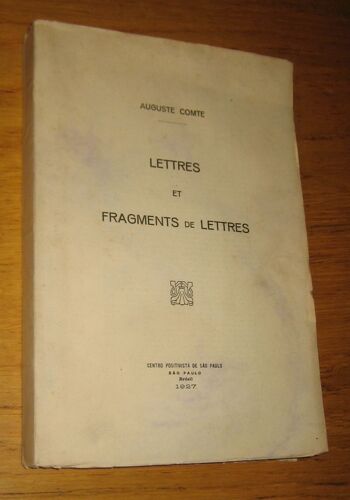 AUGUSTE COMTE
LETTRES
ET
FRAGMENTS DE LETTRES
CENTRO POSITIVISTA DE SÃO PAULO
SÃO PAULO
Brésil
1927